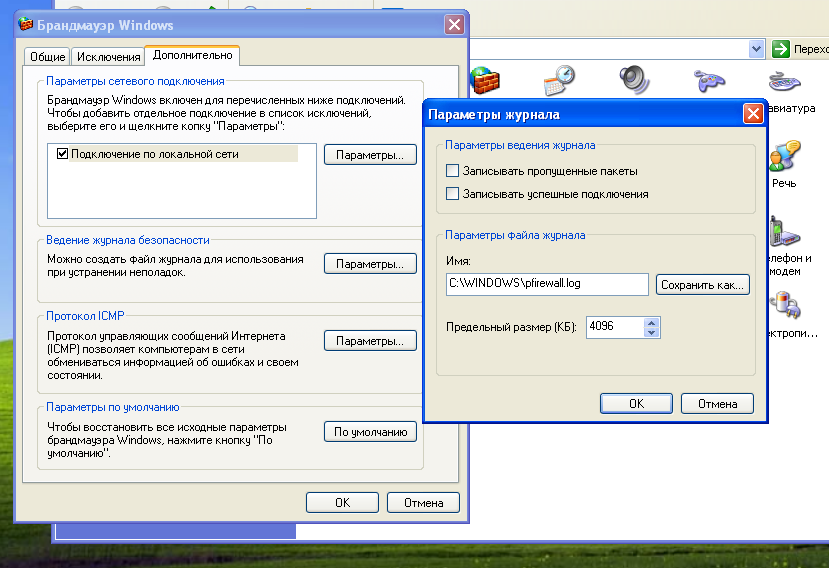 Брандмауэр Windows
Общие
Исключения
Дополнительно
Параметры сетевого подключения
Брандмауэр Windows включен для перечисленных ниже подключений.
Чтобы добавить отдельное подключение в список исключений,
выберите его и щелкните копку "Параметры":
Подключение по локальной сети
Параметры...
Ведение журнала безопасности
Можно создать файл журнала для использования
при устранении неполадок.
Параметры...
Протокол ICMP
Протокол управляющих сообщений Интернета
(ICMP) позволяет компьютерам в сети
обмениваться информацией об ошибках и своем
состоянии.
Параметры...
Параметры по умолчанию
Чтобы восстановить все исходные параметры
брандмауэра Windows, нажмите кнопку "По
умолчанию".
По умолчанию
OK
Отмена
Параметры журнала
Параметры ведения журнала
Записывать пропущенные пакеты
Записывать успешные подключения
Параметры файла журнала
Имя:
C:\WINDOWS\pfirewall.log
Сохранить как...
Предельный размер (КБ):
4096
OK
Отмена
Перехо
авиатура
Речь
елефон и
модем
ктропи...